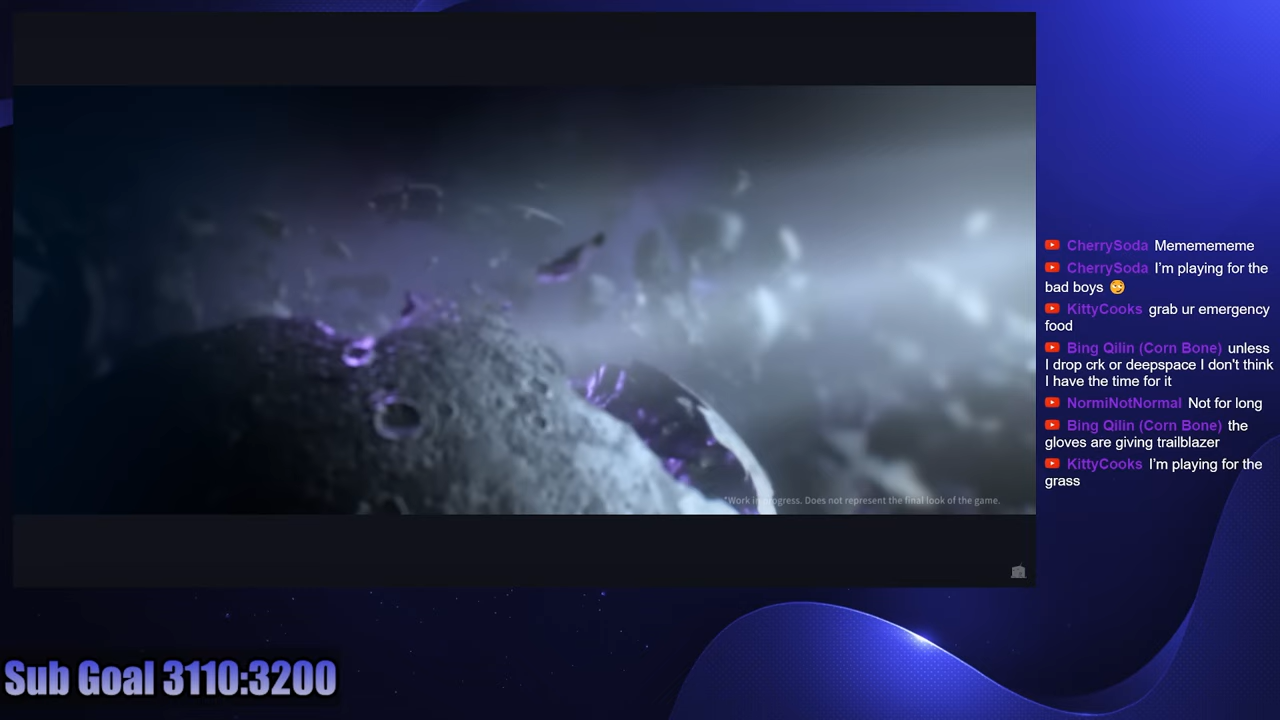 CherrySoda Mememememe
CherrySoda I'm playing for the
bad boys 😏
KittyCooks grab ur emergency
food
Bing Qilin (Corn Bone) unless
I drop crk or deepspace I don't think
I have the time for it
NormiNotNormal Not for long
Bing Qilin (Corn Bone) the
gloves are giving trailblazer
KittyCooks I'm playing for the
grass
*Work in progress. Does not represent the final look of the game.
Sub Goal 3110:3200